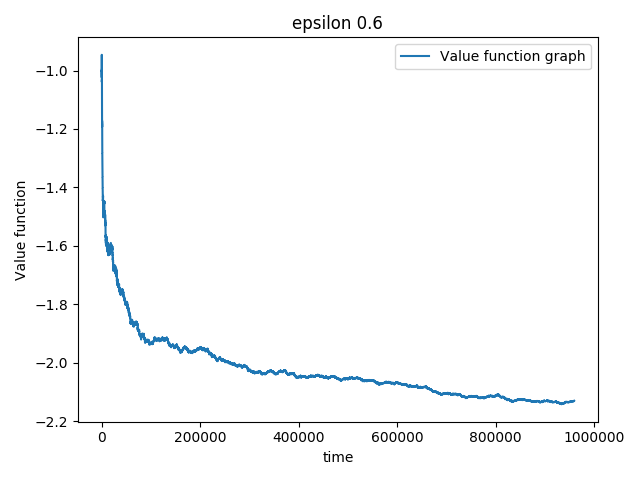 epsilon 0.6
Value function graph
−1.0
−1.2
−1.4
−1.6
−1.8
−2.0
−2.2
Value function
0 200000 400000 600000 800000 1000000
time